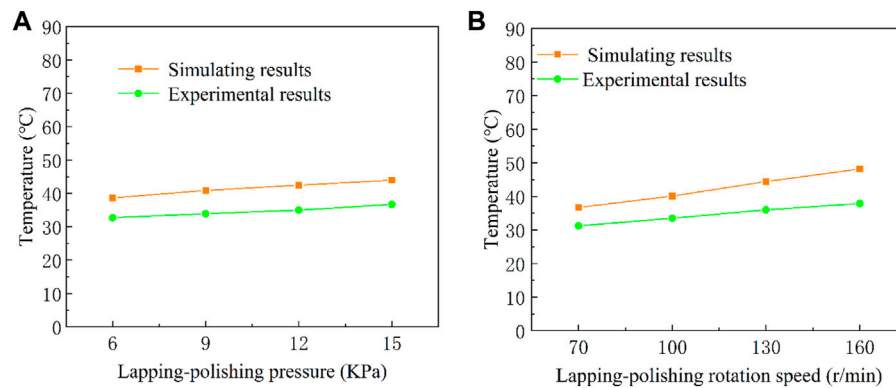 A
90
80
70
60
50
40
30
20
10
0
Temperature (℃)
Simulating results
Experimental results
6 9 12 15
Lapping-polishing pressure (KPa)
B
90
80
70
60
50
40
30
20
10
0
Temperature (℃)
Simulating results
Experimental results
70 100 130 160
Lapping-polishing rotation speed (r/min)